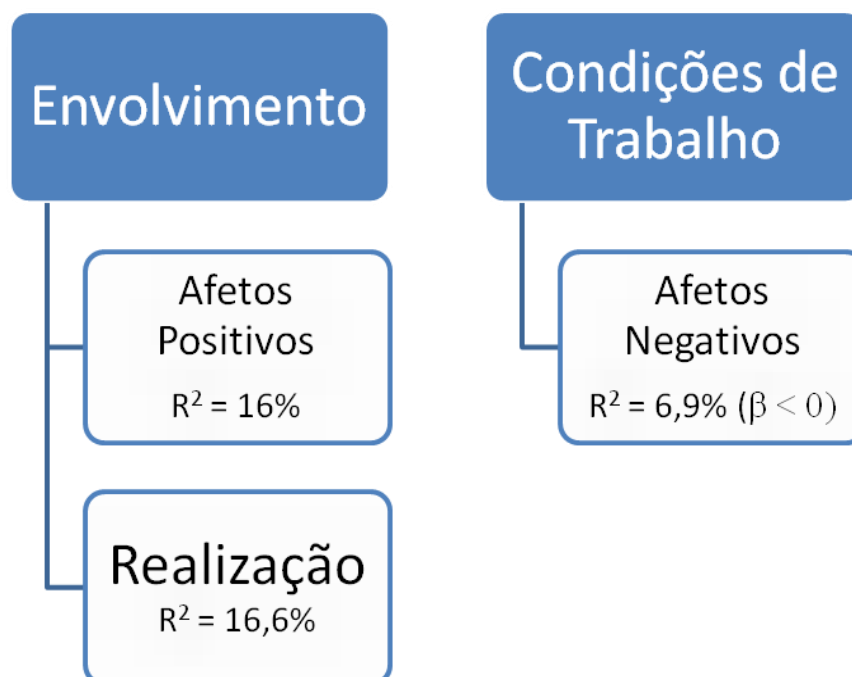 Envolvimento
Afetos
Positivos
R² = 16%
Realização
R² = 16,6%
Condições de
Trabalho
Afetos
Negativos
R² = 6,9% (β < 0)